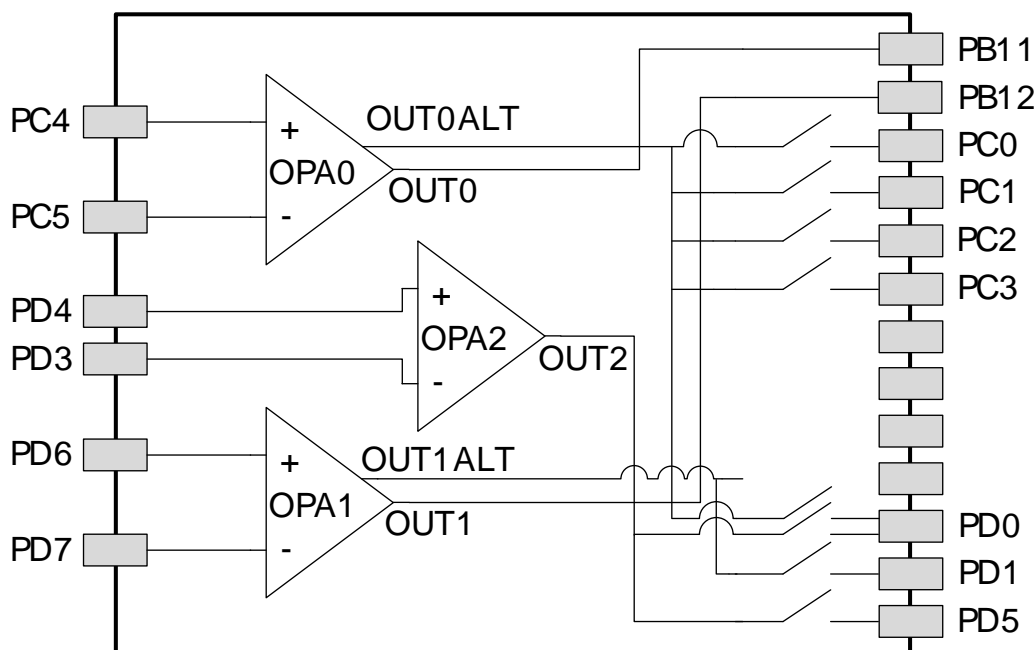 PB11
PB12
PC4
+
OUT0ALT
PC0
OPA0
OUT0
PC1
PC5
-
PC2
PC3
PD4
+
OPA2
OUT2
PD3
-
PD6
+
OUT1ALT
OPA1
OUT1
PD0
PD7
-
PD1
PD5